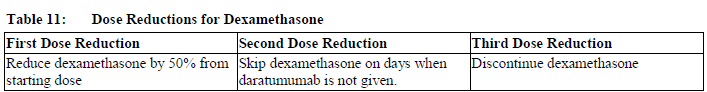 Table 11: Dose Reductions for Dexamethasone
First Dose Reduction Second Dose Reduction Third Dose Reduction
Reduce dexamethasone by 50% from Skip dexamethasone on days when Discontinue dexamethasone
starting dose daratumumab is not given.